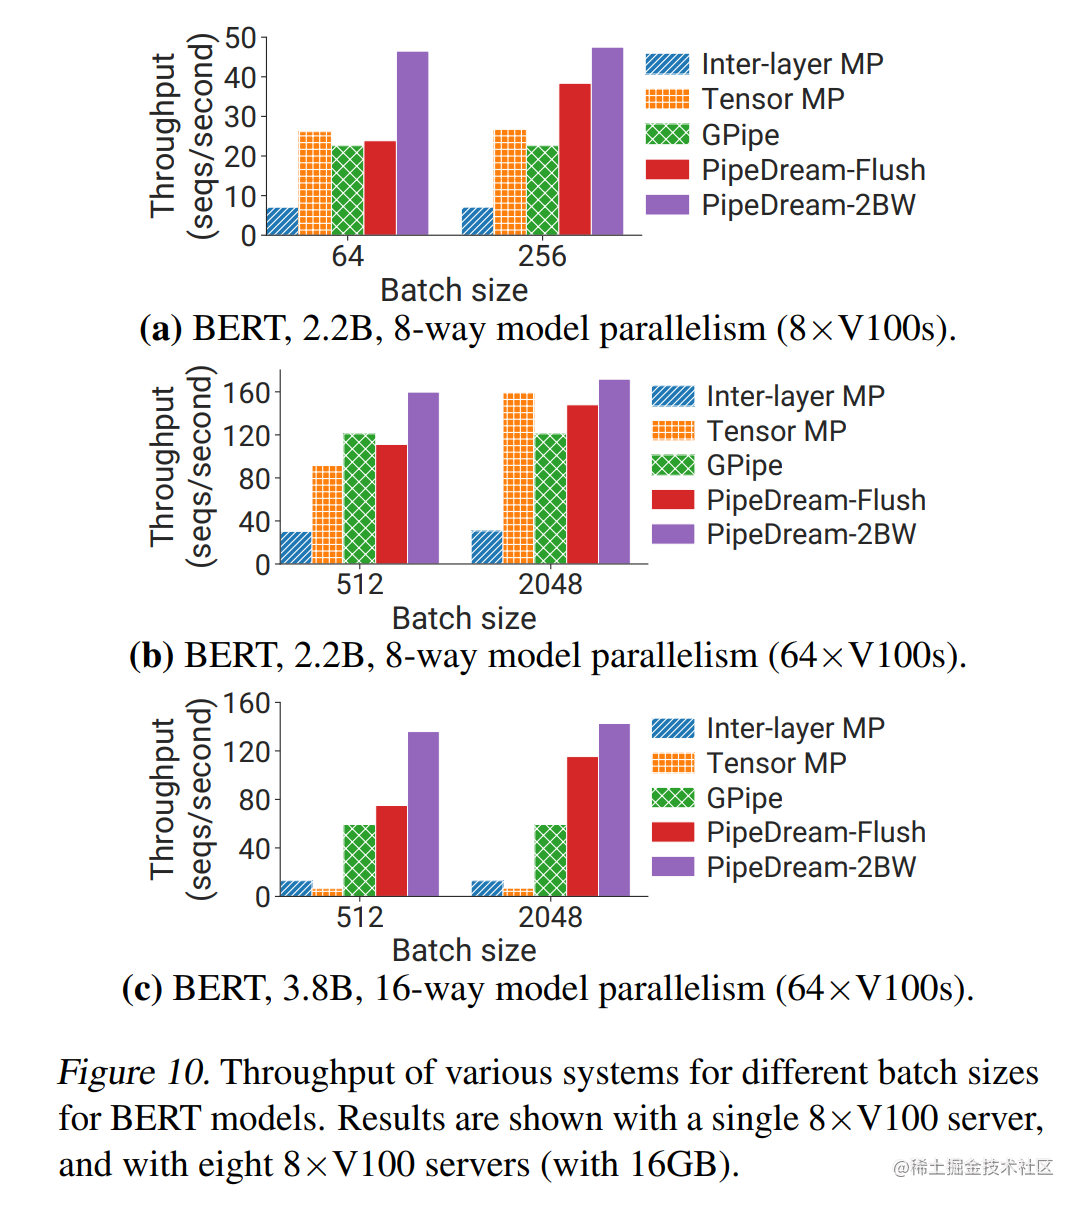 Throughput
(seqs/second)
50
40
30
20
10
0
64
256
Batch size
Inter-layer MP
Tensor MP
GPipe
PipeDream-Flush
PipeDream-2BW
(a) BERT, 2.2B, 8-way model parallelism (8×V100s).
Throughput
(seqs/second)
160
120
80
40
0
512
2048
Batch size
Inter-layer MP
Tensor MP
GPipe
PipeDream-Flush
PipeDream-2BW
(b) BERT, 2.2B, 8-way model parallelism (64×V100s).
Throughput
(seqs/second)
160
120
80
40
0
512
2048
Batch size
Inter-layer MP
Tensor MP
GPipe
PipeDream-Flush
PipeDream-2BW
(c) BERT, 3.8B, 16-way model parallelism (64×V100s).
Figure 10. Throughput of various systems for different batch sizes
for BERT models. Results are shown with a single 8×V100 server,
and with eight 8×V100 servers (with 16GB).
@稀土掘金技术社区